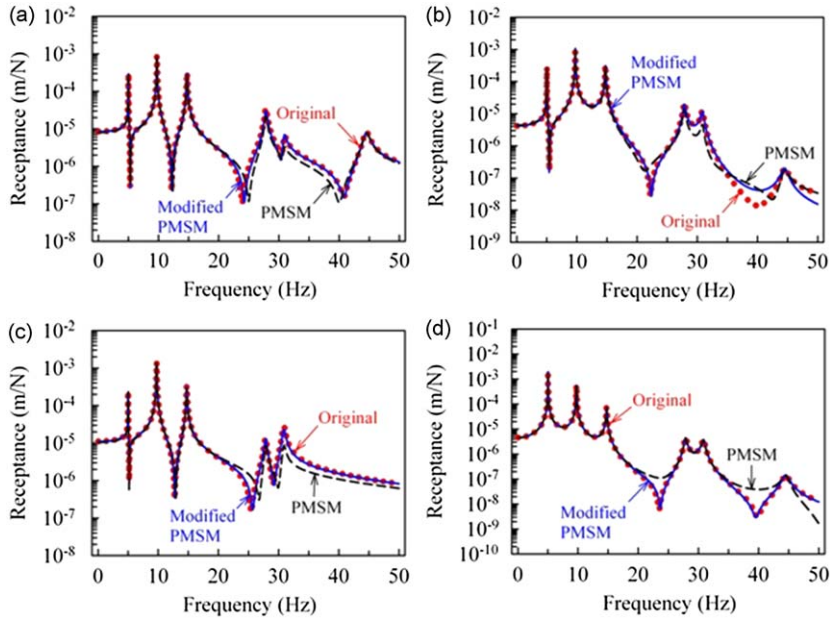 (a)
10^-2
10^-3
10^-4
10^-5
10^-6
10^-7
10^-8
Receptance (m/N)
Original
Modified
PMSM
PMSM
0 10 20 30 40 50
Frequency (Hz)
(b)
10^-2
10^-3
10^-4
10^-5
10^-6
10^-7
10^-8
10^-9
Receptance (m/N)
Modified
PMSM
PMSM
Original
0 10 20 30 40 50
Frequency (Hz)
(c)
10^-2
10^-3
10^-4
10^-5
10^-6
10^-7
10^-8
Receptance (m/N)
Original
Modified
PMSM
PMSM
0 10 20 30 40 50
Frequency (Hz)
(d)
10^-1
10^-2
10^-3
10^-4
10^-5
10^-6
10^-7
10^-8
10^-9
10^-10
Receptance (m/N)
Original
PMSM
Modified
PMSM
0 10 20 30 40 50
Frequency (Hz)